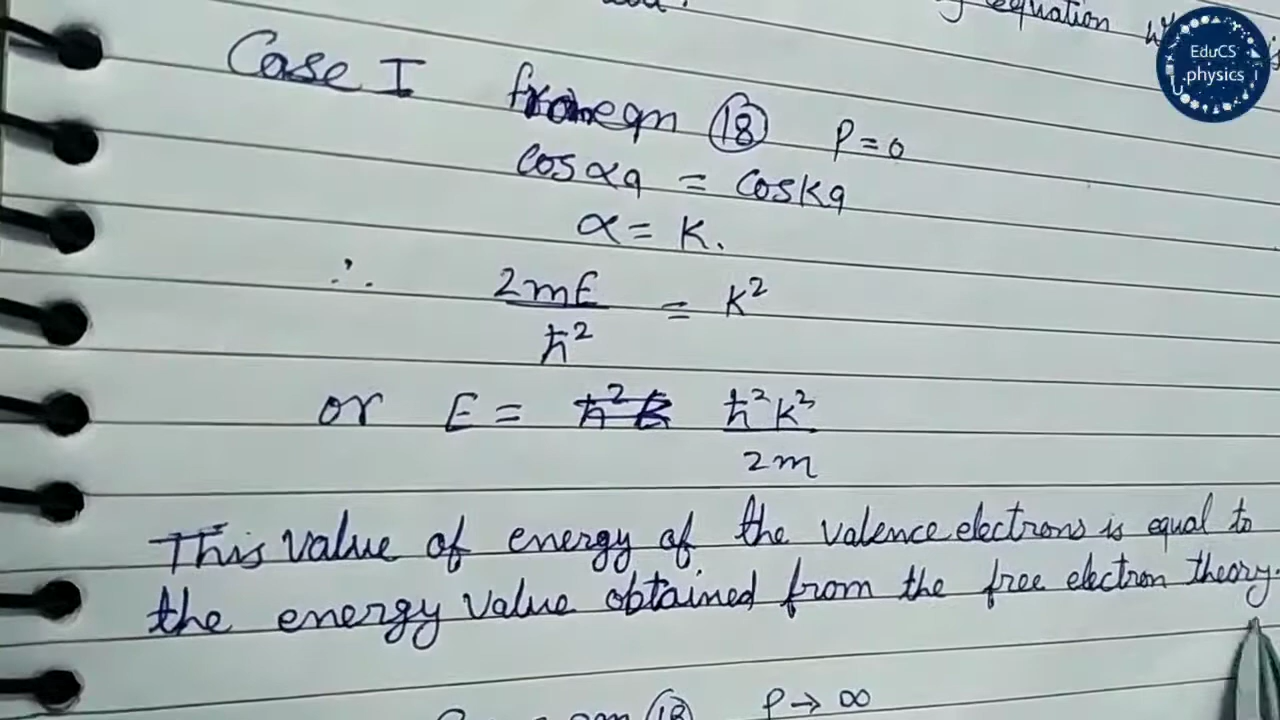 equation
EduCS
physics
Case I from eqn (18) P = 0
cos αa = cos Ka
α = K.
∴ 2mE / ħ² = K²
or E = ħ²k² / 2m
This value of energy of the valence electrons is equal to
the energy value obtained from the free electron theory.
eqn (18) P → ∞